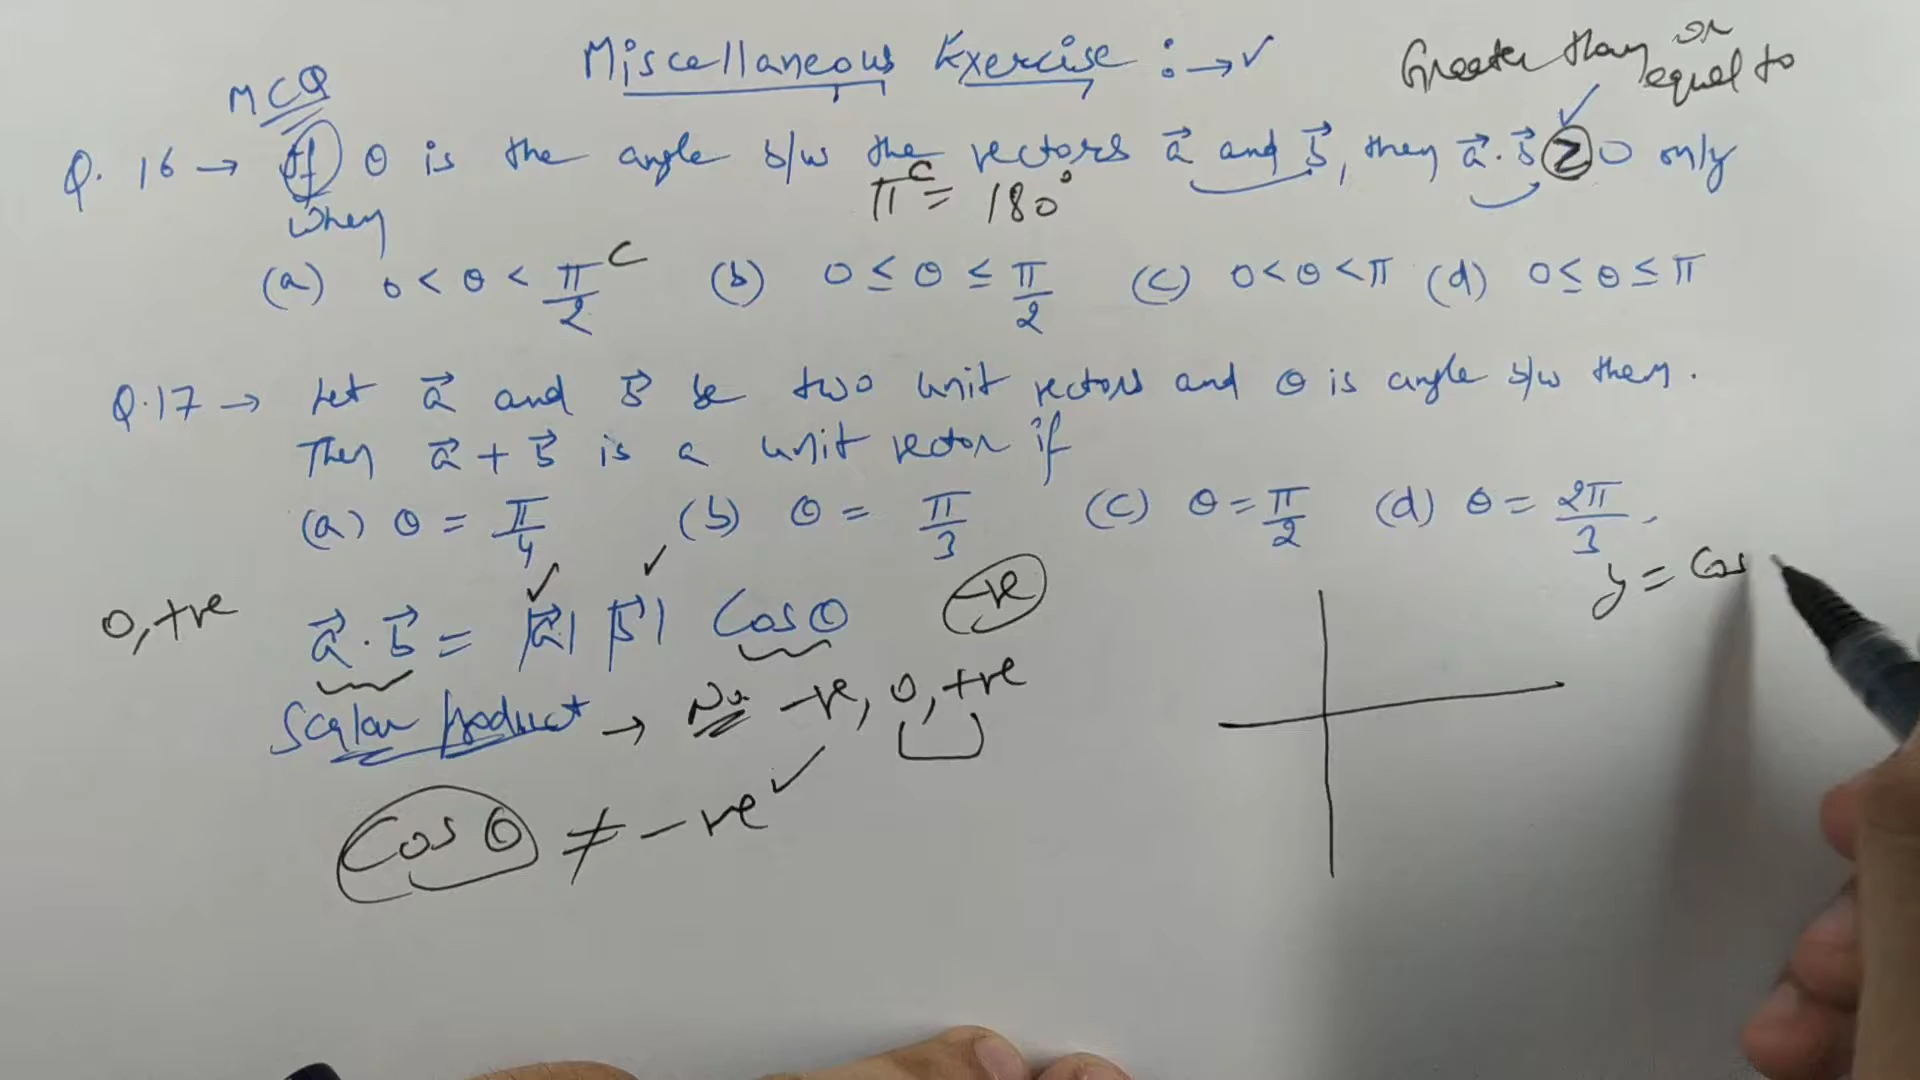 Miscellaneous Exercise : → ✓
Greater than or equal to
MCQ
Q. 16 → If θ is the angle b/w the vectors a⃗ and b⃗, then a⃗ . b⃗ ≥ 0 only
when
π^c = 180°
(a) 0 < θ < π/2 ^c (b) 0 ≤ θ ≤ π/2 (c) 0 < θ < π (d) 0 ≤ θ ≤ π
Q. 17 → Let a⃗ and b⃗ be two unit vectors and θ is angle b/w them.
Then a⃗ + b⃗ is a unit vector if
(a) θ = π/4 (b) θ = π/3 (c) θ = π/2 (d) θ = 2π/3.
y = Cos
0, +ve
a⃗ . b⃗ = |a⃗| |b⃗| Cos θ
-ve
Scalar product → No. -ve, 0, +ve
Cos θ ≠ -ve ✓